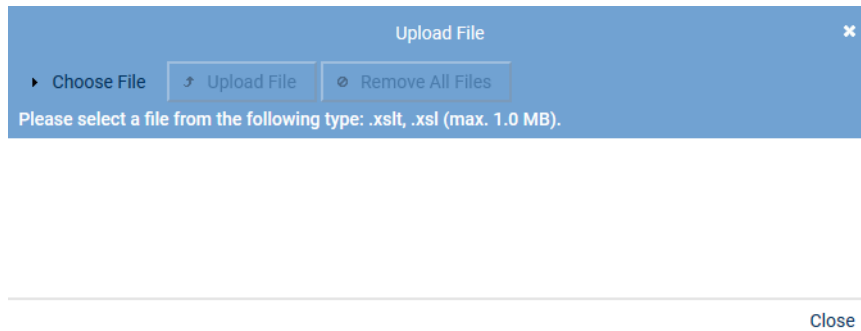 Upload File
Choose File Upload File Remove All Files
Please select a file from the following type: .xslt, .xsl (max. 1.0 MB).
Close